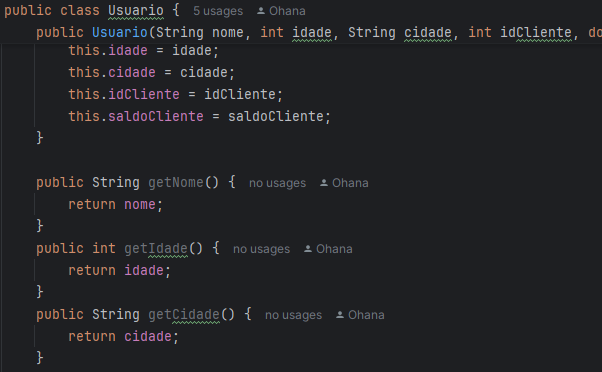 public class Usuario {  5 usages  Ohana
public Usuario(String nome, int idade, String cidade, int idCliente, do
this.idade = idade;
this.cidade = cidade;
this.idCliente = idCliente;
this.saldoCliente = saldoCliente;
}
public String getNome() {  no usages  Ohana
return nome;
}
public int getIdade() {  no usages  Ohana
return idade;
}
public String getCidade() {  no usages  Ohana
return cidade;
}